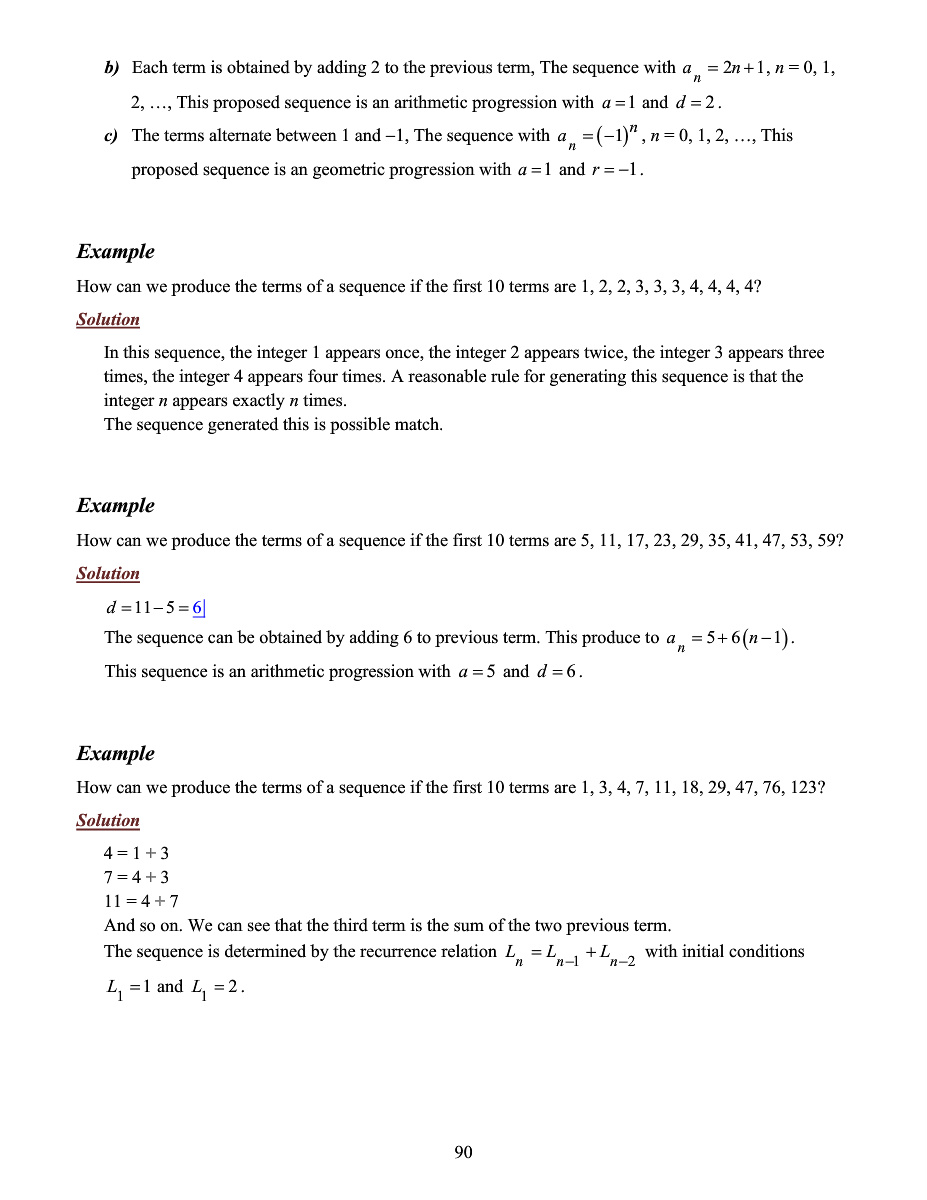 b) Each term is obtained by adding 2 to the previous term, The sequence with aₙ = 2n+1, n = 0, 1,
2, …, This proposed sequence is an arithmetic progression with a = 1 and d = 2.
c) The terms alternate between 1 and −1, The sequence with aₙ = (−1)ⁿ, n = 0, 1, 2, …, This
proposed sequence is an geometric progression with a = 1 and r = −1.
Example
How can we produce the terms of a sequence if the first 10 terms are 1, 2, 2, 3, 3, 3, 4, 4, 4, 4?
Solution
In this sequence, the integer 1 appears once, the integer 2 appears twice, the integer 3 appears three
times, the integer 4 appears four times. A reasonable rule for generating this sequence is that the
integer n appears exactly n times.
The sequence generated this is possible match.
Example
How can we produce the terms of a sequence if the first 10 terms are 5, 11, 17, 23, 29, 35, 41, 47, 53, 59?
Solution
d = 11 − 5 = 6|
The sequence can be obtained by adding 6 to previous term. This produce to aₙ = 5 + 6(n − 1).
This sequence is an arithmetic progression with a = 5 and d = 6.
Example
How can we produce the terms of a sequence if the first 10 terms are 1, 3, 4, 7, 11, 18, 29, 47, 76, 123?
Solution
4 = 1 + 3
7 = 4 + 3
11 = 4 + 7
And so on. We can see that the third term is the sum of the two previous term.
The sequence is determined by the recurrence relation Lₙ = Lₙ₋₁ + Lₙ₋₂ with initial conditions
L₁ = 1 and L₁ = 2.
90